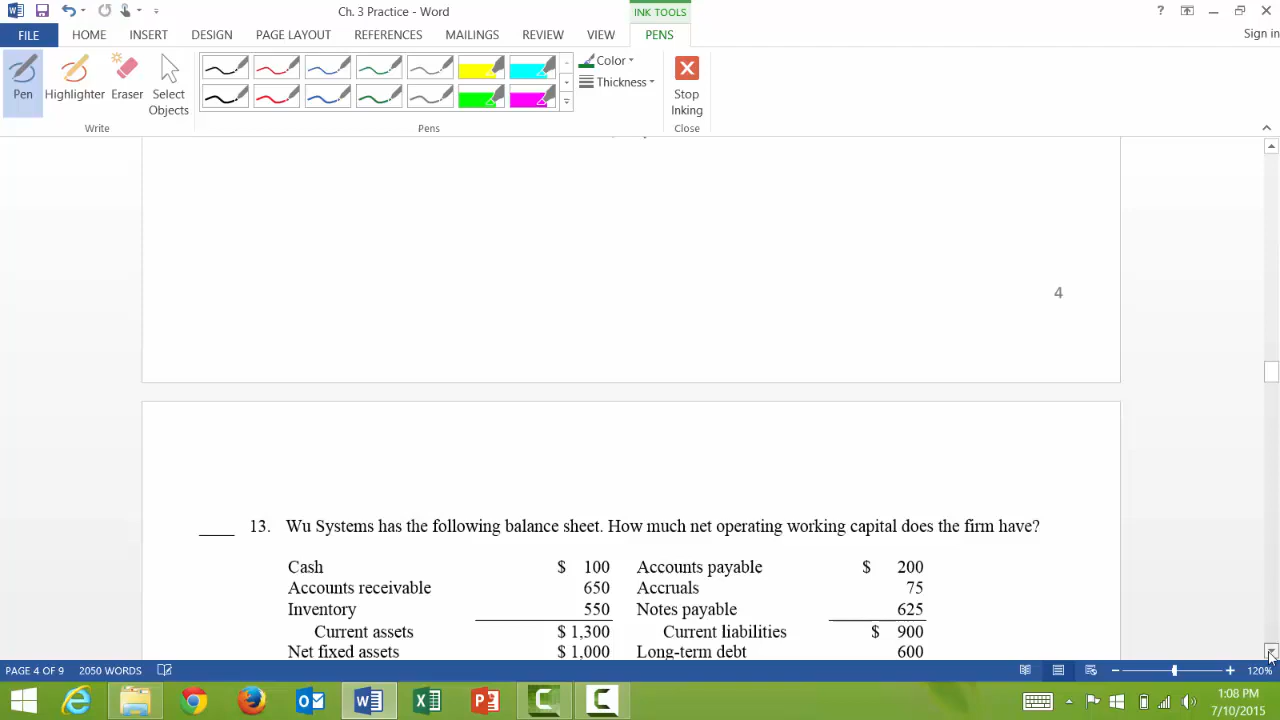 Ch. 3 Practice - Word
INK TOOLS
FILE HOME INSERT DESIGN PAGE LAYOUT REFERENCES MAILINGS REVIEW VIEW PENS
Sign in
Pen Highlighter Eraser Select Objects
Color
Thickness
Stop Inking
Write Pens Close
4
____ 13. Wu Systems has the following balance sheet. How much net operating working capital does the firm have?
Cash $ 100 Accounts payable $ 200
Accounts receivable 650 Accruals 75
Inventory 550 Notes payable 625
Current assets $ 1,300 Current liabilities $ 900
Net fixed assets $ 1,000 Long-term debt 600
PAGE 4 OF 9 2050 WORDS 120%
1:08 PM
7/10/2015